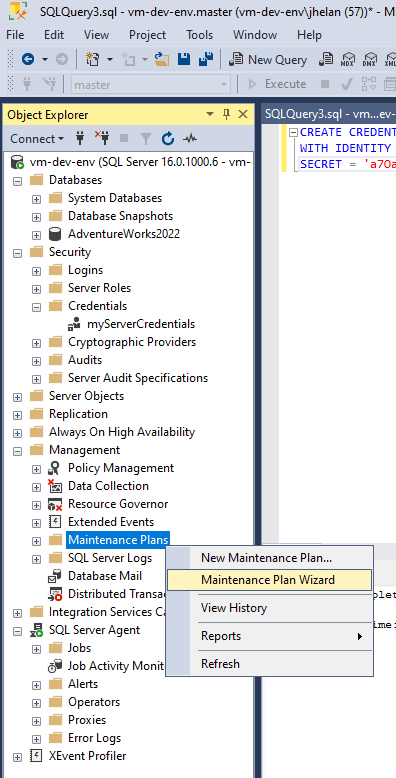 SQLQuery3.sql - vm-dev-env.master (vm-dev-env\jhelan (57))* - M
File Edit View Project Tools Window Help
New Query MDX DMX XM
master Execute
Object Explorer
SQLQuery3.sql - vm...ev-
Connect
CREATE CREDENT
vm-dev-env (SQL Server 16.0.1000.6 - vm-
WITH IDENTITY
SECRET = 'a7Oa
Databases
System Databases
Database Snapshots
AdventureWorks2022
Security
Logins
Server Roles
Credentials
myServerCredentials
Cryptographic Providers
Audits
Server Audit Specifications
Server Objects
Replication
Always On High Availability
Management
Policy Management
Data Collection
Resource Governor
Extended Events
Maintenance Plans
SQL Server Logs
Database Mail
Distributed Transac
Integration Services Ca
SQL Server Agent
Jobs
Job Activity Monit
Alerts
Operators
Proxies
Error Logs
XEvent Profiler
New Maintenance Plan...
Maintenance Plan Wizard
View History
Reports
Refresh
plet
ime: